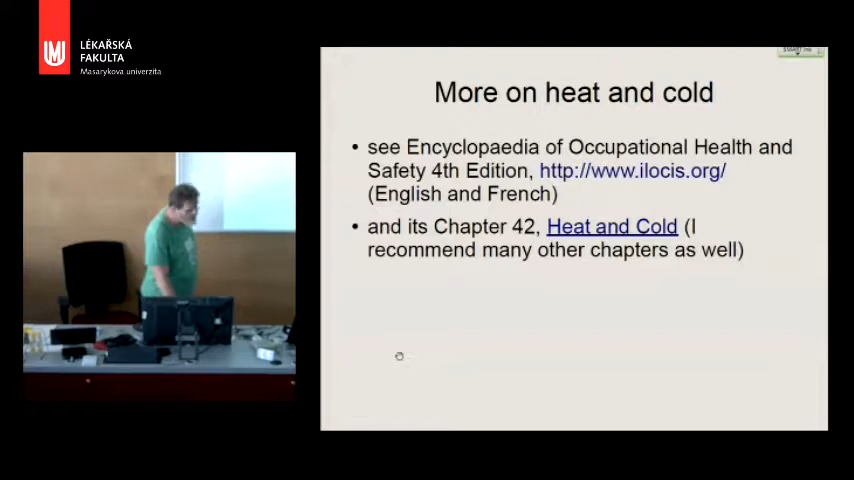 LÉKAŘSKÁ
FAKULTA
Masarykova univerzita
More on heat and cold
• see Encyclopaedia of Occupational Health and
Safety 4th Edition, http://www.ilocis.org/
(English and French)
• and its Chapter 42, Heat and Cold (I
recommend many other chapters as well)